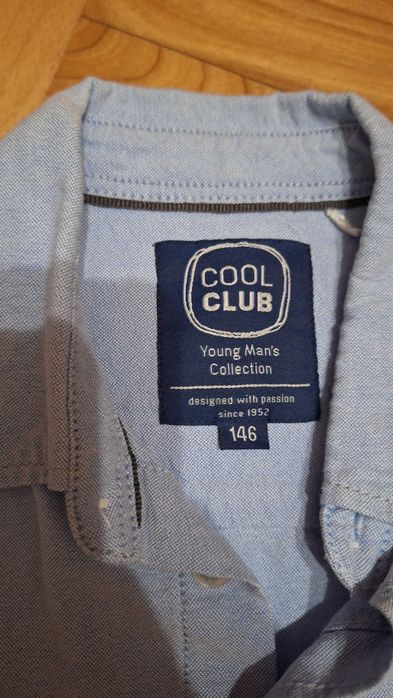 COOL
CLUB
Young Man's
Collection
designed with passion
since 1952
146